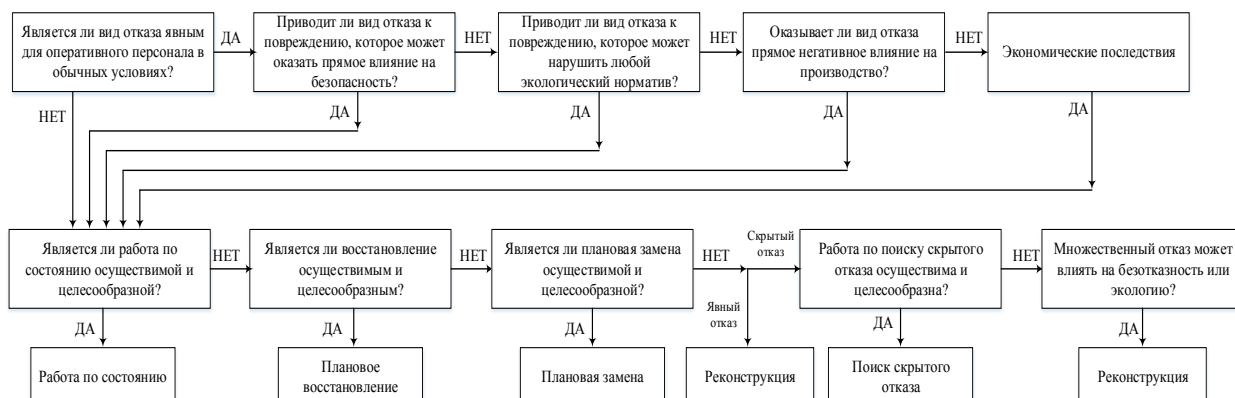 Является ли вид отказа явным
для оперативного персонала в
обычных условиях?
ДА
Приводит ли вид отказа к
повреждению, которое может
оказать прямое влияние на
безопасность?
НЕТ
Приводит ли вид отказа к
повреждению, которое может
нарушить любой
экологический норматив?
НЕТ
Оказывает ли вид отказа
прямое негативное влияние на
производство?
НЕТ
Экономические последствия
НЕТ
ДА
ДА
ДА
ДА
Является ли работа по
состоянию осуществимой и
целесообразной?
НЕТ
Является ли восстановление
осуществимым и
целесообразным?
НЕТ
Является ли плановая замена
осуществимой и
целесообразной?
НЕТ
Скрытый
отказ
Явный
отказ
Работа по поиску скрытого
отказа осуществима и
целесообразна?
НЕТ
Множественный отказ может
влиять на безотказность или
экологию?
ДА
ДА
ДА
ДА
ДА
Работа по состоянию
Плановое
восстановление
Плановая замена
Реконструкция
Поиск скрытого
отказа
Реконструкция